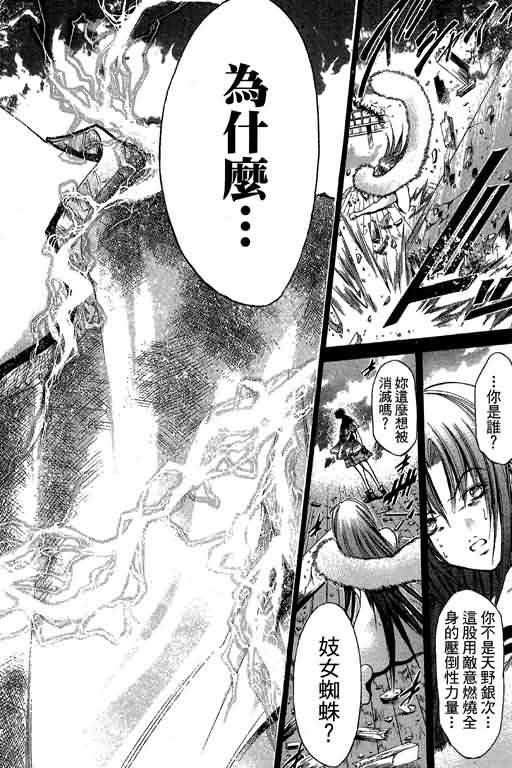 …你是誰?
你不是天野銀次…
這股用敵意燃燒全
身的壓倒性力量…
妳這麼想被
消滅嗎?
妓女蜘蛛?
為什麼…